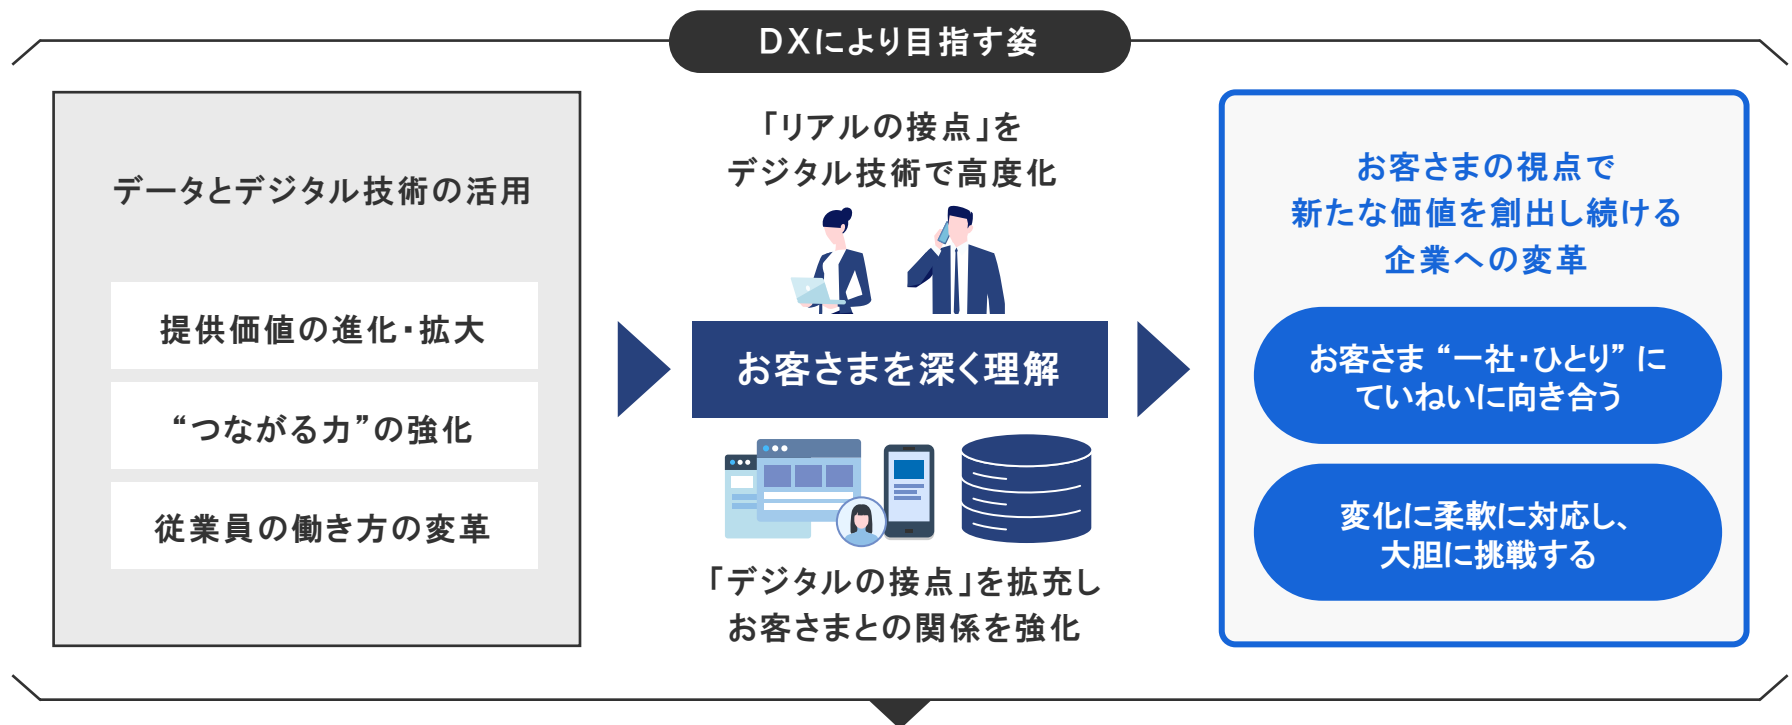 DXにより目指す姿
データとデジタル技術の活用
提供価値の進化・拡大
“つながる力”の強化
従業員の働き方の変革
「リアルの接点」を
デジタル技術で高度化
お客さまを深く理解
「デジタルの接点」を拡充し
お客さまとの関係を強化
お客さまの視点で
新たな価値を創出し続ける
企業への変革
お客さま “一社・ひとり” に
ていねいに向き合う
変化に柔軟に対応し、
大胆に挑戦する